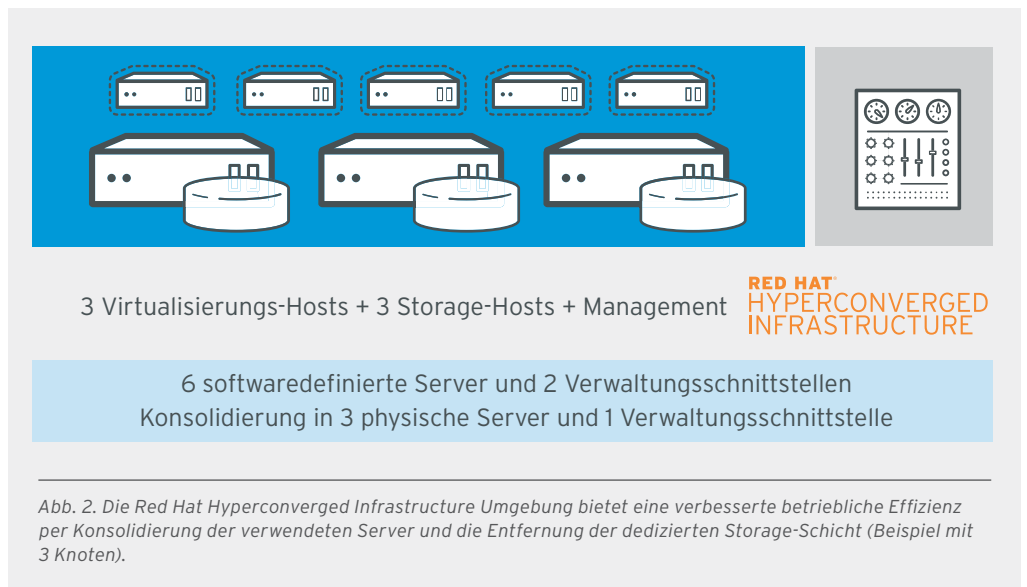 3 Virtualisierungs-Hosts + 3 Storage-Hosts + Management
RED HAT®
HYPERCONVERGED
INFRASTRUCTURE
6 softwaredefinierte Server und 2 Verwaltungsschnittstellen
Konsolidierung in 3 physische Server und 1 Verwaltungsschnittstelle
Abb. 2. Die Red Hat Hyperconverged Infrastructure Umgebung bietet eine verbesserte betriebliche Effizienz
per Konsolidierung der verwendeten Server und die Entfernung der dedizierten Storage-Schicht (Beispiel mit
3 Knoten).